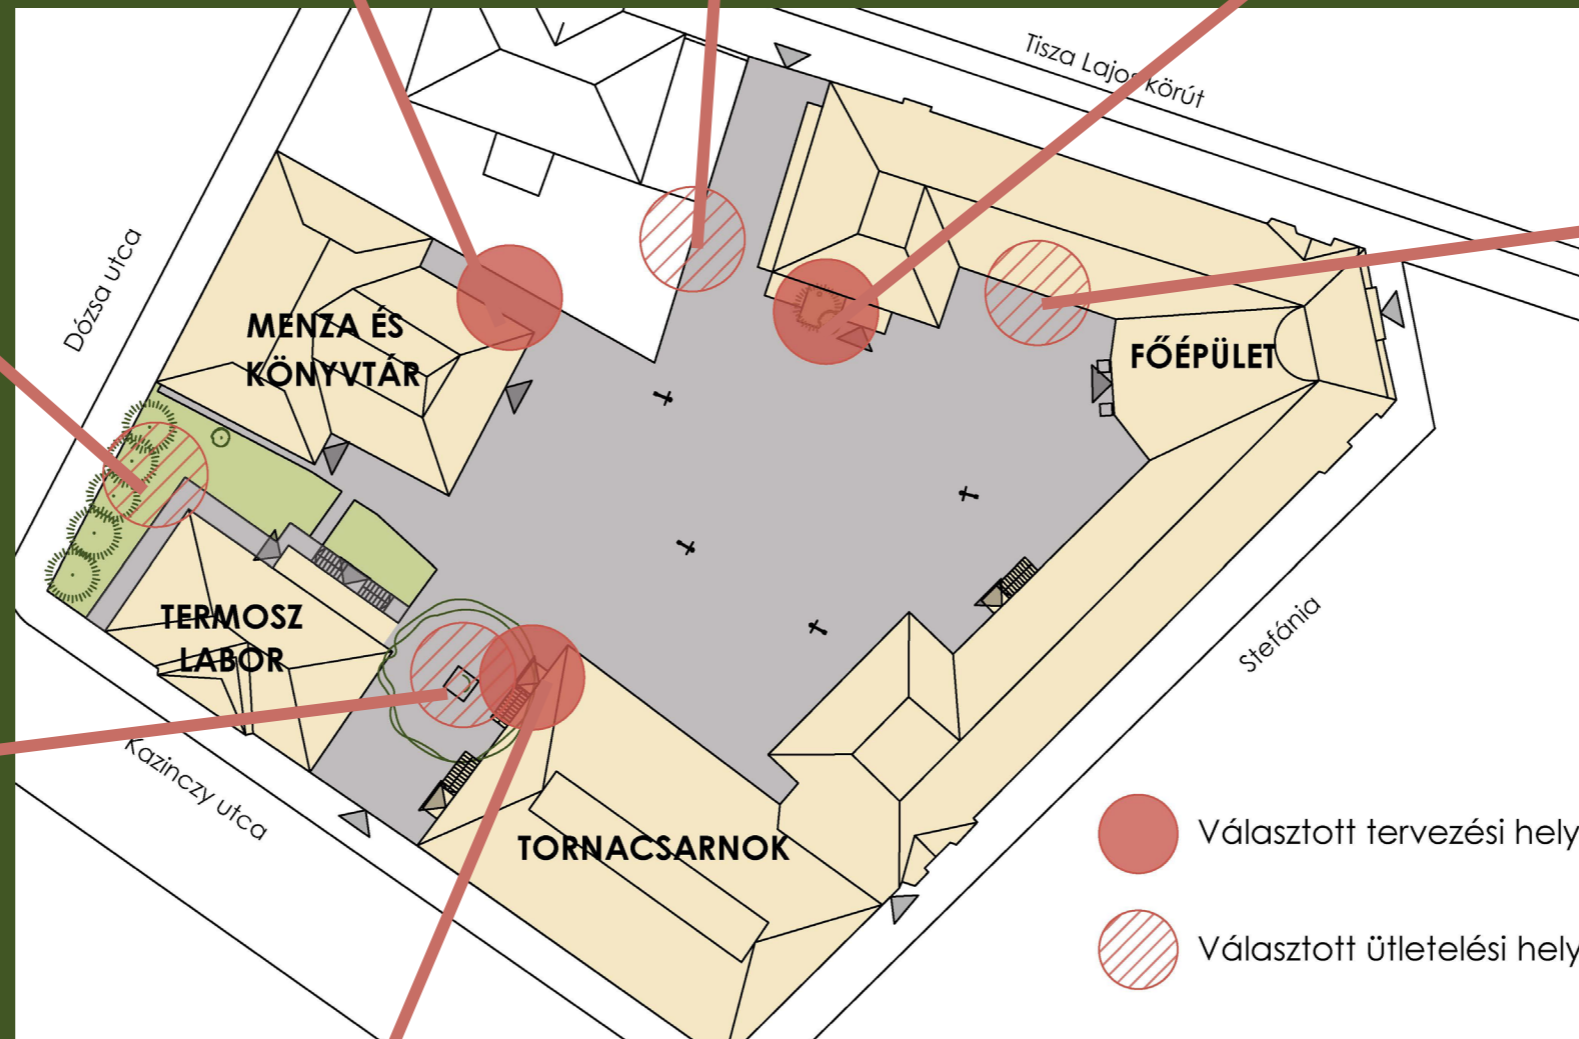 Tisza Lajos körút
Dózsa utca
MENZA ÉS
KÖNYVTÁR
FŐÉPÜLET
TERMOSZ
LABOR
Stefánia
Kazinczy utca
TORNACSARNOK
Választott tervezési hely
Választott ütletelési hely